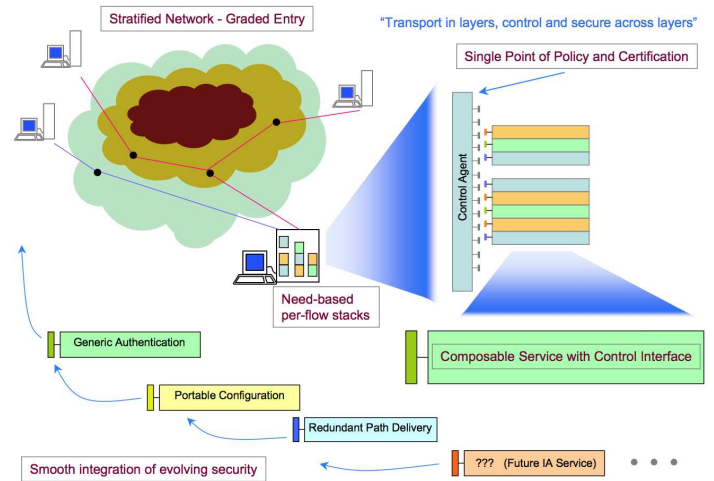 Stratified Network - Graded Entry
“Transport in layers, control and secure across layers”
Single Point of Policy and Certification
Control Agent
Need-based
per-flow stacks
Generic Authentication
Composable Service with Control Interface
Portable Configuration
Redundant Path Delivery
??? (Future IA Service)
Smooth integration of evolving security